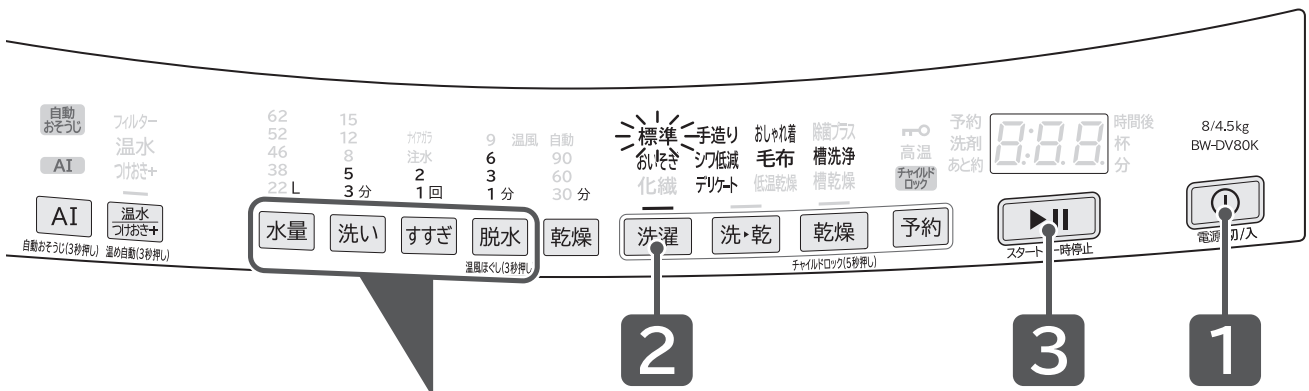 自動
おそうじ
AI
フィルター
温水
つけおき+
AI
温水
つけおき+
自動おそうじ(3秒押し)
温め自動(3秒押し)
62
52
46
38
22 L
水量
15
12
8
5
3 分
洗い
ナイアガラ
注水
2
1 回
すすぎ
9
6
3
1 分
脱水
温風ほぐし(3秒押し
温風
自動
90
60
30 分
乾燥
標準
おいそぎ
化繊
洗濯
手造り
シワ低減
デリケート
おしゃれ着
毛布
低温乾燥
洗・乾
除菌プラス
槽洗浄
槽乾燥
乾燥
チャイルドロック(5秒押し)
高温
チャイルド
ロック
予約
予約
洗剤
あと約
8:8.8.
時間後
杯
分
スタート
一時停止
8/4.5kg
BW-DV80K
電源
切/入
2
3
1